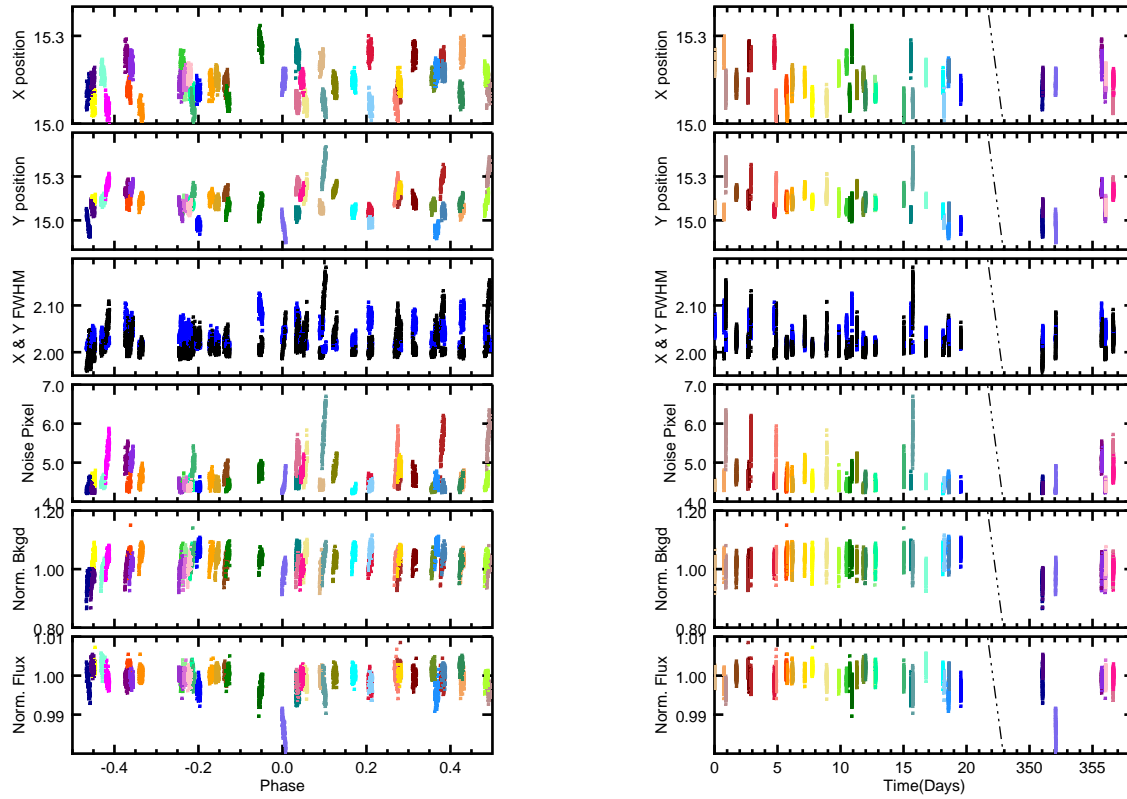 X position
15.3
15.0
Y position
15.3
15.0
X & Y FWHM
2.10
2.00
Noise Pixel
7.0
6.0
5.0
4.0
Norm. Bkgd
1.20
1.00
0.80
Norm. Flux
1.01
1.00
0.99
-0.4 -0.2 0.0 0.2 0.4
Phase
X position
15.3
15.0
Y position
15.3
15.0
X & Y FWHM
2.10
2.00
Noise Pixel
7.0
6.0
5.0
4.0
Norm. Bkgd
1.20
1.00
0.80
Norm. Flux
1.01
1.00
0.99
0 5 10 15 20 350 355
Time(Days)